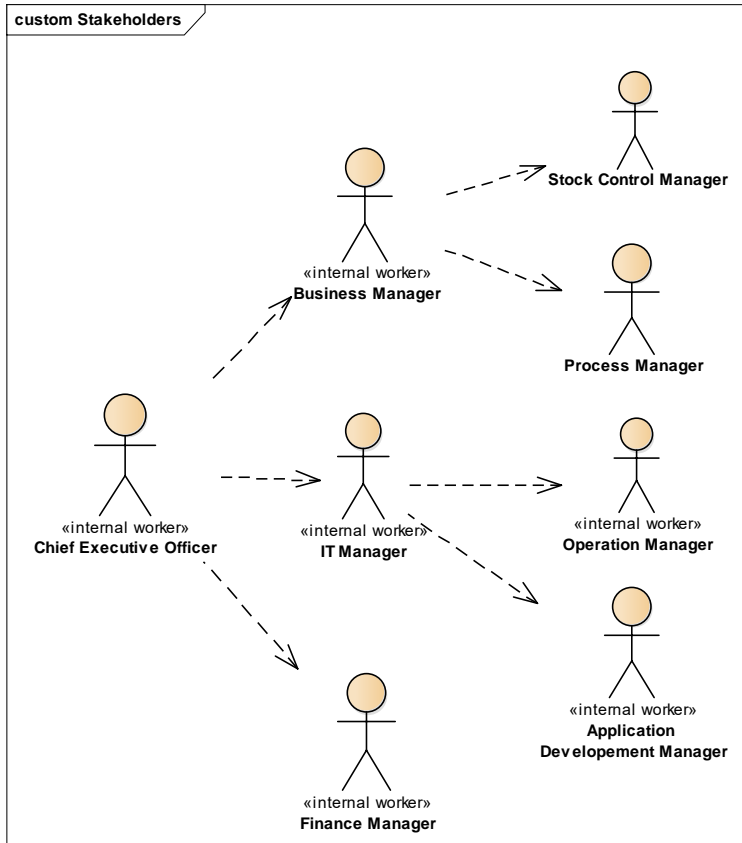 custom Stakeholders
Stock Control Manager
«internal worker»
Business Manager
Process Manager
«internal worker»
Chief Executive Officer
«internal worker»
IT Manager
«internal worker»
Operation Manager
«internal worker»
Application
Developement Manager
«internal worker»
Finance Manager